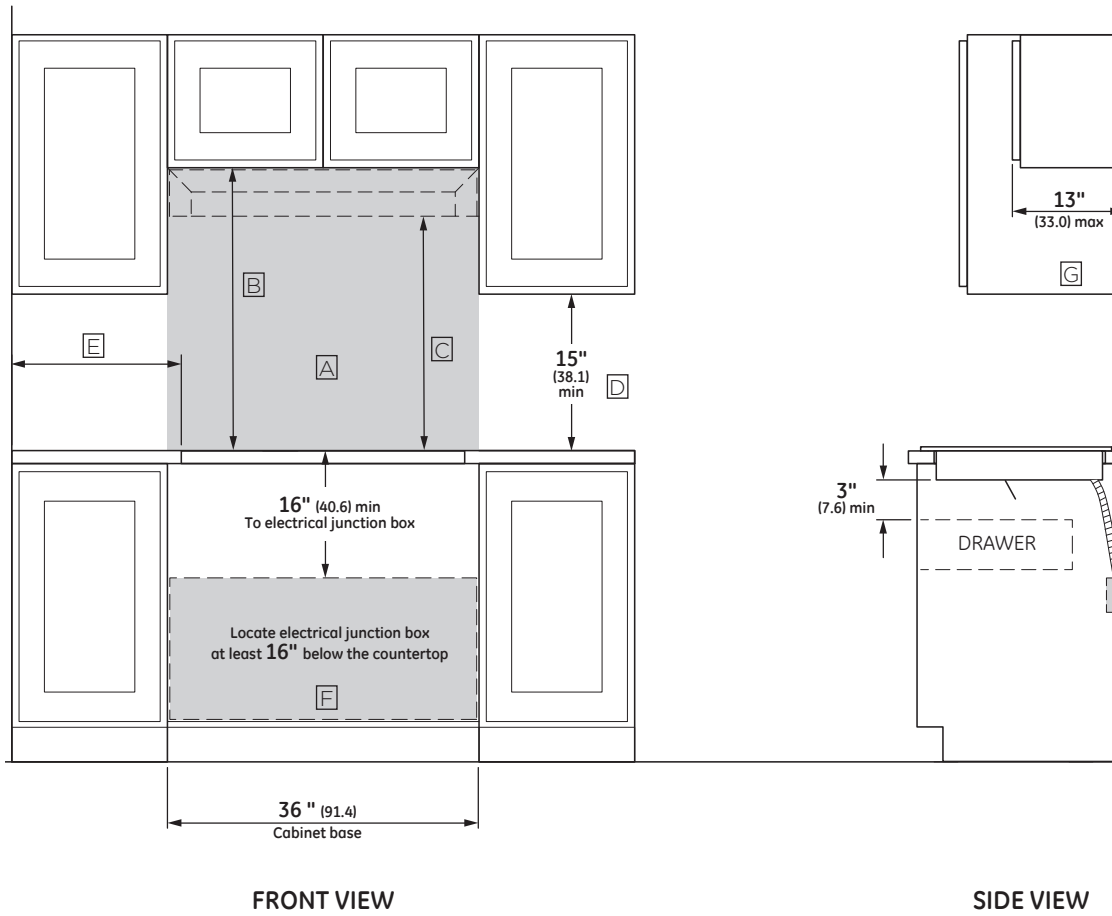 13"
(33.0) max
G
B
E
C
A
15"
(38.1)
min
D
16" (40.6) min
To electrical junction box
3"
(7.6) min
DRAWER
Locate electrical junction box
at least 16" below the countertop
F
36 " (91.4)
Cabinet base
FRONT VIEW
SIDE VIEW